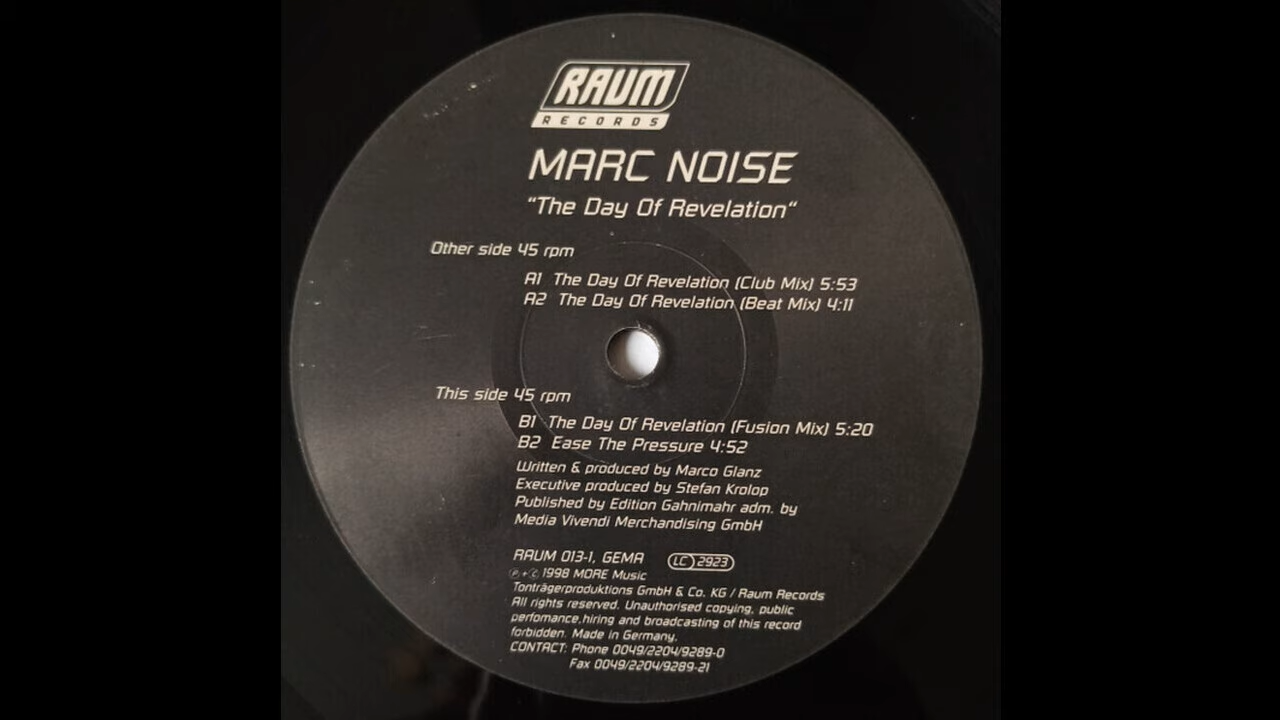 RAUM
RECORDS
MARC NOISE
"The Day Of Revelation"
Other side 45 rpm
A1 The Day Of Revelation (Club Mix) 5:53
A2 The Day Of Revelation (Beat Mix) 4:11
This side 45 rpm
B1 The Day Of Revelation (Fusion Mix) 5:20
B2 Ease The Pressure 4:52
Written & produced by Marco Glanz
Executive produced by Stefan Krolop
Published by Edition Gahnimahr adm. by
Media Vivendi Merchandising GmbH
RAUM 013-1, GEMA LC 2923
℗+© 1998 MORE Music
Tonträgerproduktions GmbH & Co. KG / Raum Records
All rights reserved. Unauthorised copying, public
perfomance,hiring and broadcasting of this record
forbidden. Made in Germany.
CONTACT: Phone 0049/2204/9289-0
Fax 0049/2204/9289-21